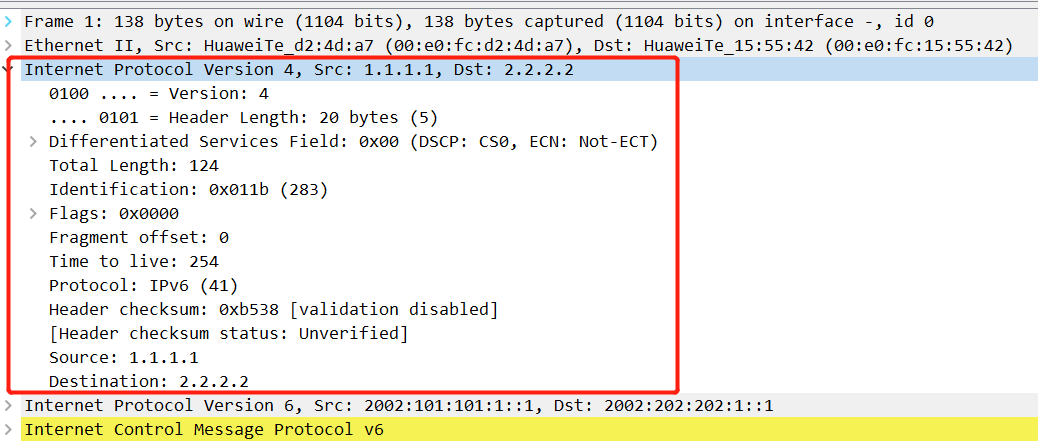 Frame 1: 138 bytes on wire (1104 bits), 138 bytes captured (1104 bits) on interface -, id 0
Ethernet II, Src: HuaweiTe_d2:4d:a7 (00:e0:fc:d2:4d:a7), Dst: HuaweiTe_15:55:42 (00:e0:fc:15:55:42)
Internet Protocol Version 4, Src: 1.1.1.1, Dst: 2.2.2.2
0100 .... = Version: 4
.... 0101 = Header Length: 20 bytes (5)
Differentiated Services Field: 0x00 (DSCP: CS0, ECN: Not-ECT)
Total Length: 124
Identification: 0x011b (283)
Flags: 0x0000
Fragment offset: 0
Time to live: 254
Protocol: IPv6 (41)
Header checksum: 0xb538 [validation disabled]
[Header checksum status: Unverified]
Source: 1.1.1.1
Destination: 2.2.2.2
Internet Protocol Version 6, Src: 2002:101:101:1::1, Dst: 2002:202:202:1::1
Internet Control Message Protocol v6